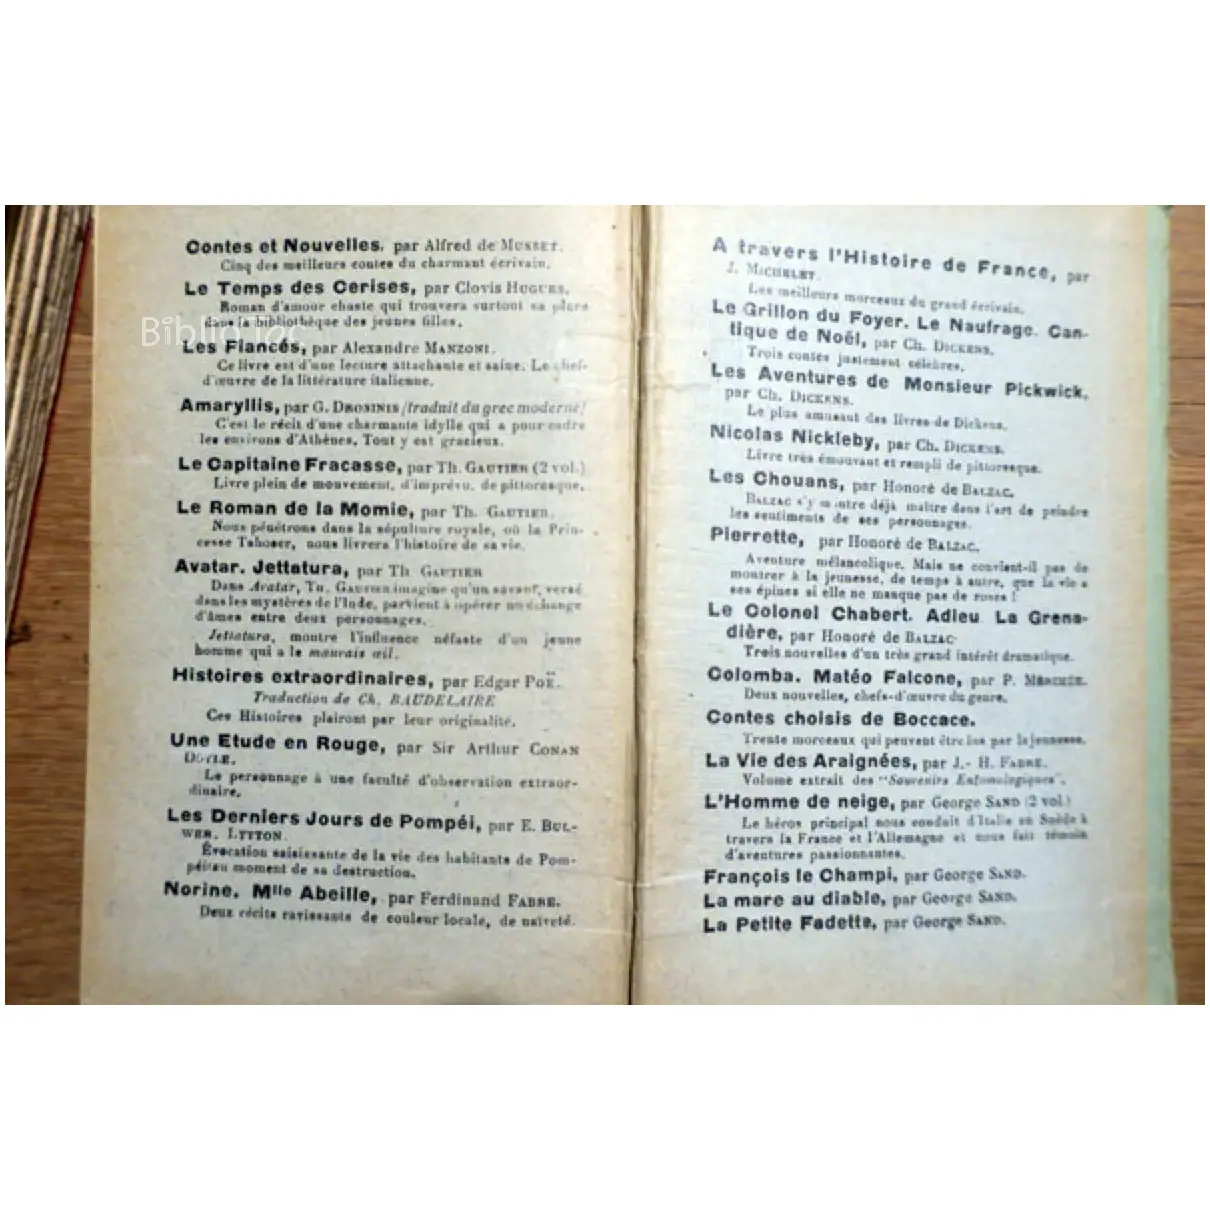 Contes et Nouvelles, par Alfred de MUSSET.
Cinq des meilleurs contes du charmant écrivain.
Le Temps des Cerises, par Clovis HUGUES.
Roman d'amour chaste qui trouvera surtout sa place
dans la bibliothèque des jeunes filles.
Biblio
Les Fiancés, par Alexandre MANZONI.
Ce livre est d'une lecture attachante et saine. Le chef-
d'œuvre de la littérature italienne.
Amaryllis, par G. DROSINIS (traduit du grec moderne)
C'est le récit d'une charmante idylle qui a pour cadre
les environs d'Athènes. Tout y est gracieux.
Le Capitaine Fracasse, par Th. GAUTIER (2 vol.)
Livre plein de mouvement, d'imprévu, de pittoresque.
Le Roman de la Momie, par Th. GAUTIER.
Nous pénétrons dans la sépulture royale, où la Prin-
cesse Tahoser, nous livrera l'histoire de sa vie.
Avatar. Jettatura, par Th GAUTIER
Dans Avatar, TH. GAUTIER imagine qu'un savant, versé
dans les mystères de l'Inde, parvient à opérer un échange
d'âmes entre deux personnages.
Jettatura, montre l'influence néfaste d'un jeune
homme qui a le mauvais œil.
Histoires extraordinaires, par Edgar POË.
Traduction de Ch. BAUDELAIRE
Ces Histoires plairont par leur originalité.
Une Etude en Rouge, par Sir Arthur CONAN
DOYLE.
Le personnage a une faculté d'observation extraor-
dinaire.
Les Derniers Jours de Pompéi, par E. BUL-
WER. LYTTON.
Évocation saisissante de la vie des habitants de Pom-
péi au moment de sa destruction.
Norine. Mlle Abeille, par Ferdinand FABRE.
Deux récits ravissants de couleur locale, de naïveté.
A travers l'Histoire de France, par
J. MICHELET.
Les meilleurs morceaux du grand écrivain.
Le Grillon du Foyer. Le Naufrage. Can-
tique de Noël, par Ch. DICKENS.
Trois contes justement célèbres.
Les Aventures de Monsieur Pickwick,
par Ch. DICKENS.
Le plus amusant des livres de Dickens.
Nicolas Nickleby, par Ch. DICKENS.
Livre très émouvant et rempli de pittoresque.
Les Chouans, par Honoré de BALZAC.
BALZAC s'y montre déjà maître dans l'art de peindre
les sentiments de ses personnages.
Pierrette, par Honoré de BALZAC.
Aventure mélancolique. Mais ne convient-il pas de
montrer à la jeunesse, de temps à autre, que la vie a
ses épines si elle ne manque pas de roses !
Le Colonel Chabert. Adieu La Grena-
dière, par Honoré de BALZAC.
Trois nouvelles d'un très grand intérêt dramatique.
Colomba. Matéo Falcone, par P. MÉRIMÉE.
Deux nouvelles, chefs-d'œuvre du genre.
Contes choisis de Boccace.
Trente morceaux qui peuvent être lus par la jeunesse.
La Vie des Araignées, par J.- H. FABRE.
Volume extrait des "Souvenirs Entomologiques".
L'Homme de neige, par George SAND (2 vol.)
Le héros principal nous conduit d'Italie en Suède à
travers la France et l'Allemagne et nous fait témoin
d'aventures passionnantes.
François le Champi, par George SAND.
La mare au diable, par George SAND.
La Petite Fadette, par George SAND.